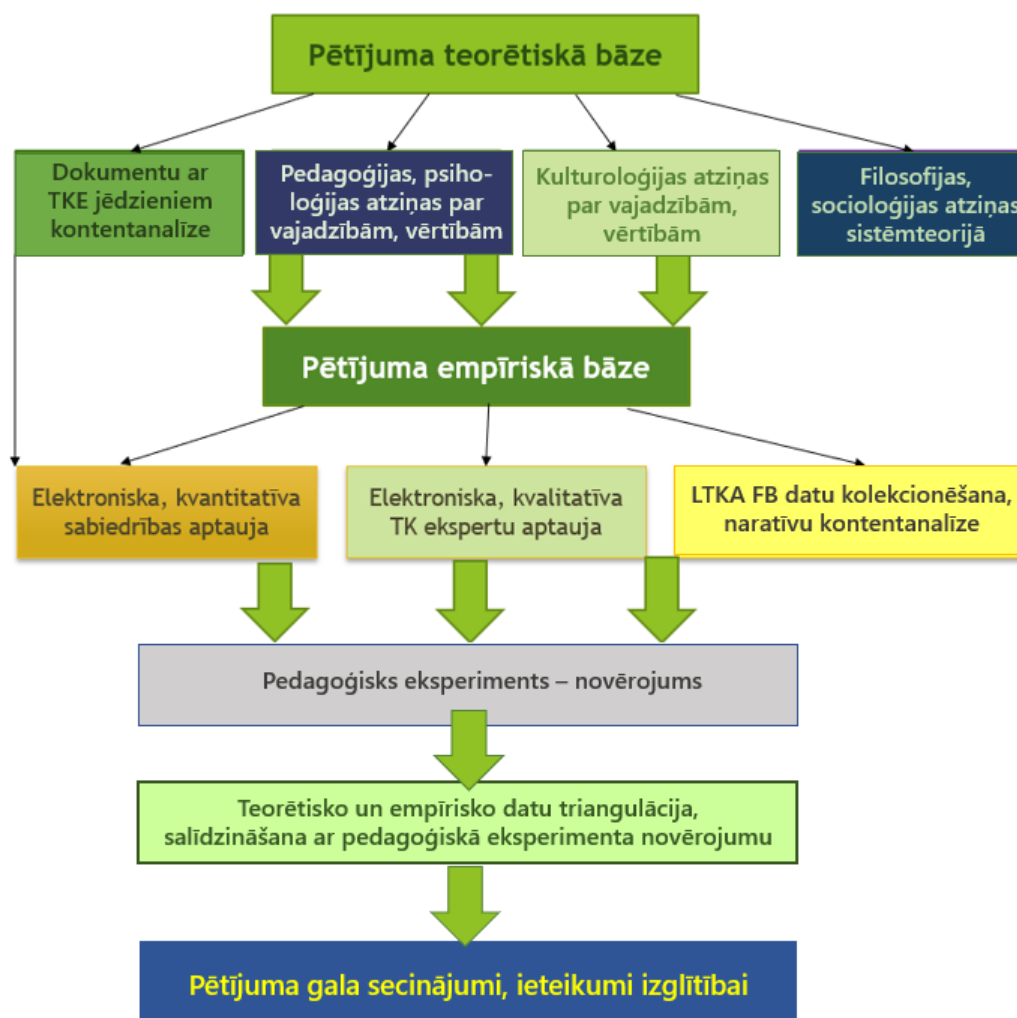 Pētījuma teorētiskā bāze
Dokumentu ar
TKE jēdzieniem
kontentanalīze
Pedagoģijas, psiho-
loģijas atziņas par
vajadzībām, vērtībām
Kulturoloģijas atziņas
par vajadzībām,
vērtībām
Filosofijas,
socioloģijas atziņas
sistēmteorijā
Pētījuma empīriskā bāze
Elektroniska, kvantitatīva
sabiedrības aptauja
Elektroniska, kvalitatīva
TK ekspertu aptauja
LTKA FB datu kolekcionēšana,
naratīvu kontentanalīze
Pedagoģisks eksperiments – novērojums
Teorētisko un empīrisko datu triangulācija,
salīdzināšana ar pedagoģiskā eksperimenta novērojumu
Pētījuma gala secinājumi, ieteikumi izglītībai